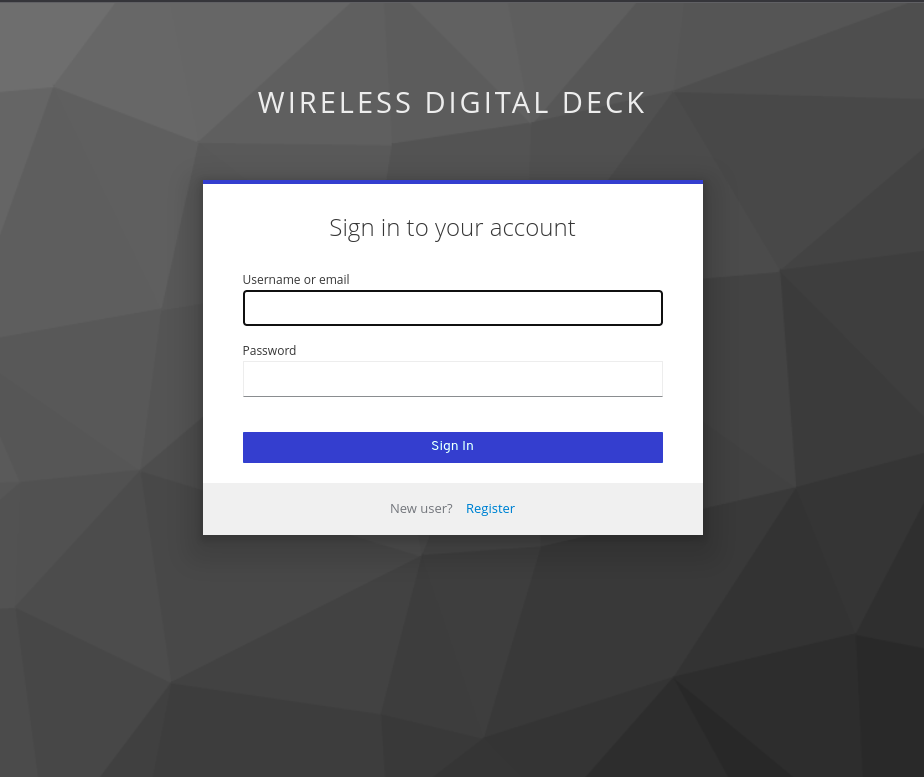 WIRELESS DIGITAL DECK
Sign in to your account
Username or email
Password
Sign In
New user? Register